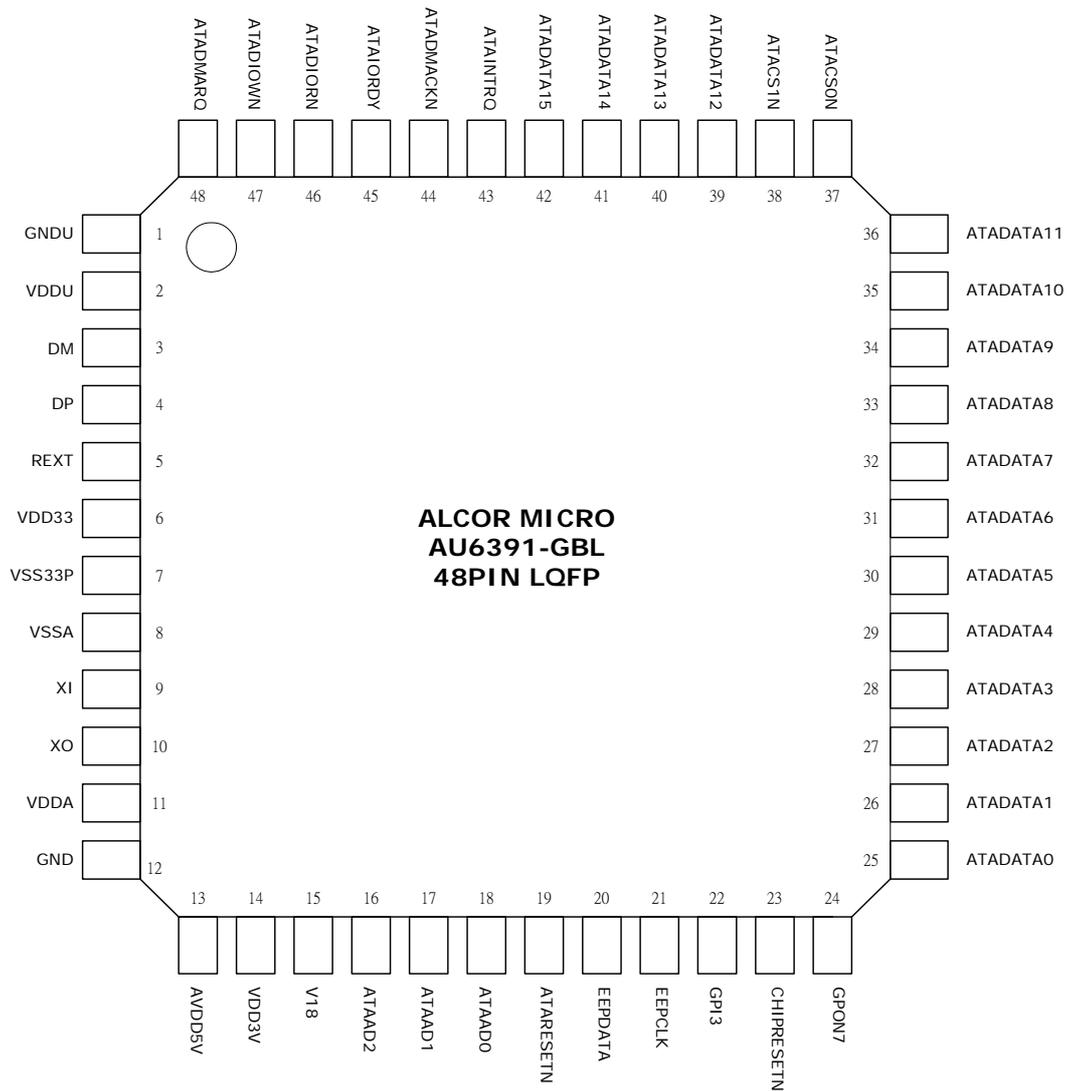 ATADMARQ
ATADIOWN
ATADIORN
ATAIORDY
ATADMACKN
ATAINTRQ
ATADATA15
ATADATA14
ATADATA13
ATADATA12
ATACS1N
ATACS0N
48 47 46 45 44 43 42 41 40 39 38 37
GNDU 1 36 ATADATA11
VDDU 2 35 ATADATA10
DM 3 34 ATADATA9
DP 4 33 ATADATA8
REXT 5 32 ATADATA7
VDD33 6 31 ATADATA6
ALCOR MICRO
AU6391-GBL
48PIN LQFP
VSS33P 7 30 ATADATA5
VSSA 8 29 ATADATA4
XI 9 28 ATADATA3
XO 10 27 ATADATA2
VDDA 11 26 ATADATA1
GND 12 25 ATADATA0
13 14 15 16 17 18 19 20 21 22 23 24
AVDD5V
VDD3V
V18
ATAAD2
ATAAD1
ATAAD0
ATARESETN
EEPDATA
EEPCLK
GPI3
CHIPRESETN
GPON7